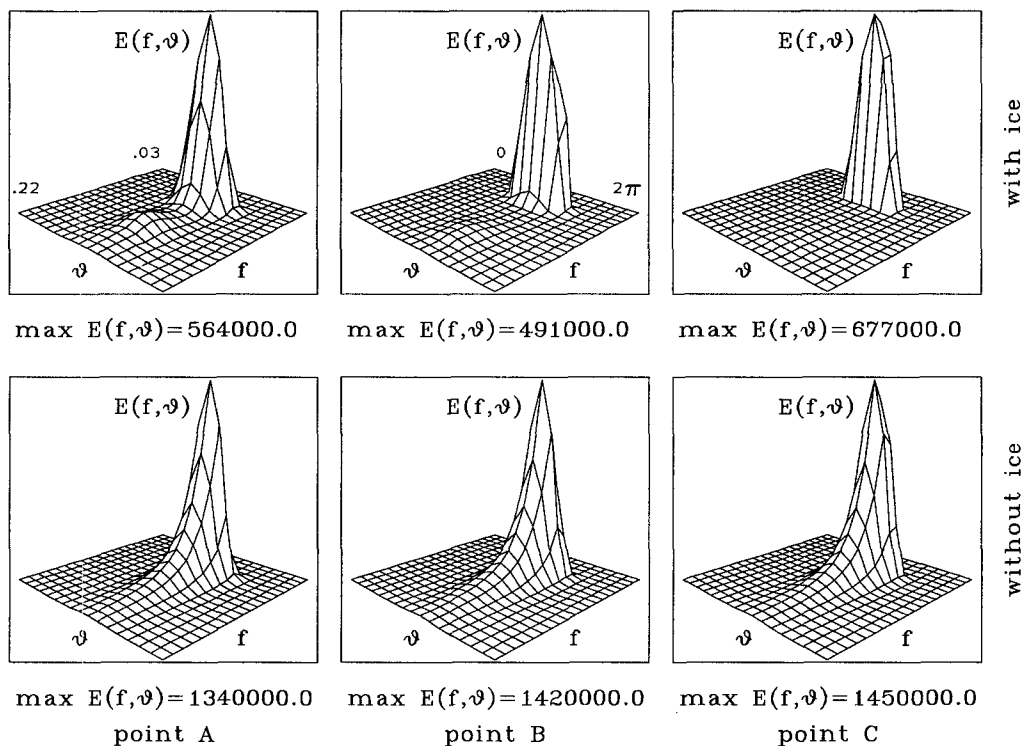 E(f,ϑ)
E(f,ϑ)
E(f,ϑ)
.03
.22
0
2π
ϑ
f
ϑ
f
ϑ
f
with ice
max E(f,ϑ)=564000.0
max E(f,ϑ)=491000.0
max E(f,ϑ)=677000.0
E(f,ϑ)
E(f,ϑ)
E(f,ϑ)
ϑ
f
ϑ
f
ϑ
f
without ice
max E(f,ϑ)=1340000.0
max E(f,ϑ)=1420000.0
max E(f,ϑ)=1450000.0
point A
point B
point C